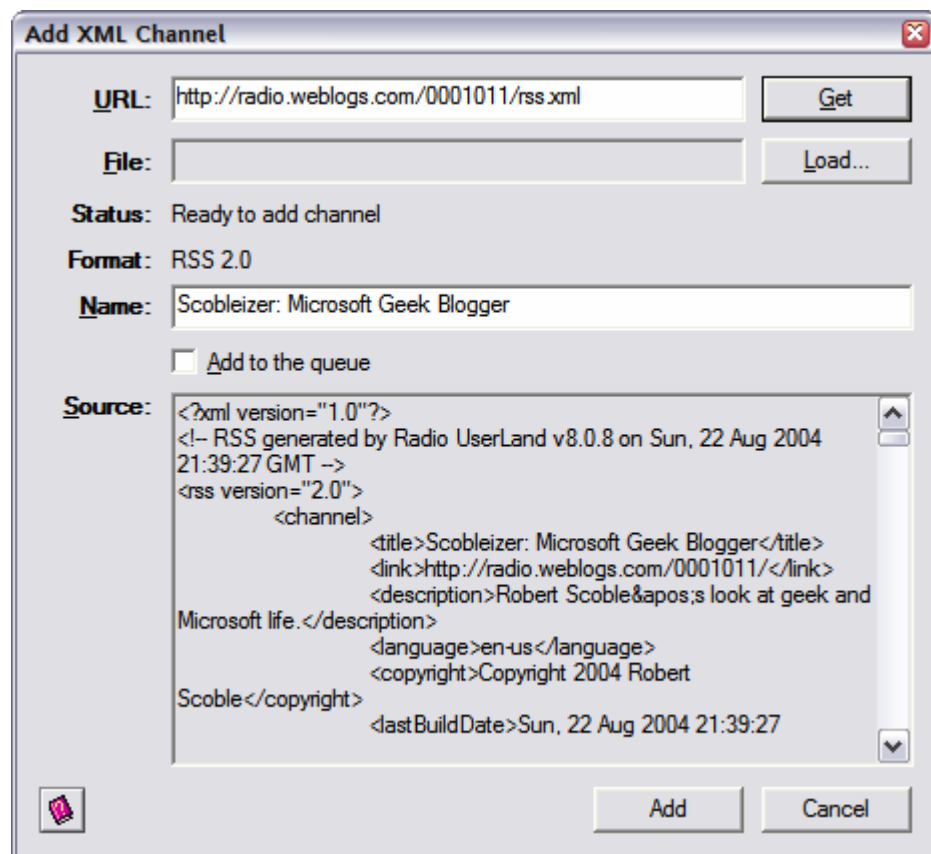 Add XML Channel
URL: http://radio.weblogs.com/0001011/rss.xml Get
File: Load...
Status: Ready to add channel
Format: RSS 2.0
Name: Scobleizer: Microsoft Geek Blogger
Add to the queue
Source: <?xml version="1.0"?>
<!-- RSS generated by Radio UserLand v8.0.8 on Sun, 22 Aug 2004
21:39:27 GMT -->
<rss version="2.0">
<channel>
<title>Scobleizer: Microsoft Geek Blogger</title>
<link>http://radio.weblogs.com/0001011/</link>
<description>Robert Scoble&apos;s look at geek and
Microsoft life.</description>
<language>en-us</language>
<copyright>Copyright 2004 Robert
Scoble</copyright>
<lastBuildDate>Sun, 22 Aug 2004 21:39:27
Add Cancel